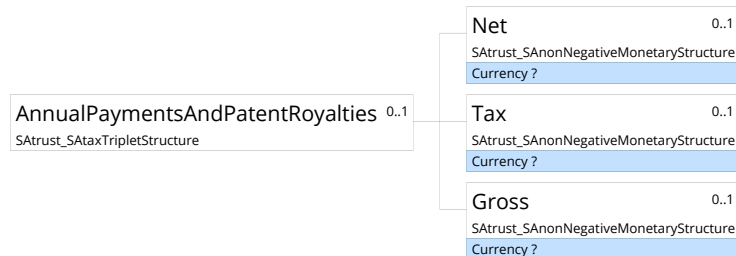 AnnualPaymentsAndPatentRoyalties 0..1
SAtrust_SAtaxTripletStructure
Net 0..1
SAtrust_SAnonNegativeMonetaryStructure
Currency ?
Tax 0..1
SAtrust_SAnonNegativeMonetaryStructure
Currency ?
Gross 0..1
SAtrust_SAnonNegativeMonetaryStructure
Currency ?